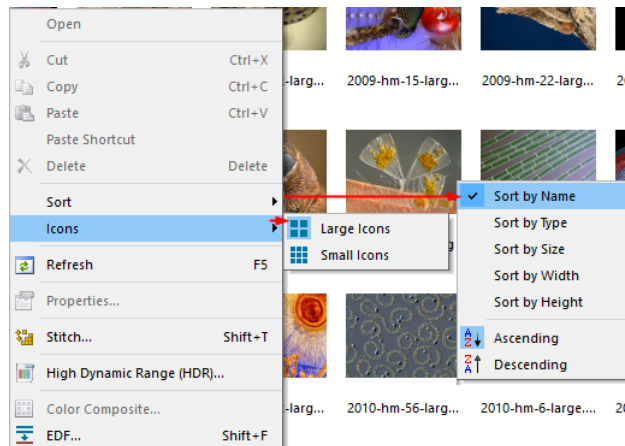 Open
Cut Ctrl+X
Copy Ctrl+C
Paste Ctrl+V
Paste Shortcut
Delete Delete
Sort
Icons
Refresh F5
Properties...
Stitch... Shift+T
High Dynamic Range (HDR)...
Color Composite...
EDF... Shift+F
Large Icons
Small Icons
Sort by Name
Sort by Type
Sort by Size
Sort by Width
Sort by Height
Ascending
Descending
-larg... 2009-hm-15-larg... 2009-hm-22-larg... 2
-larg... 2010-hm-56-larg... 2010-hm-6-large.... 20